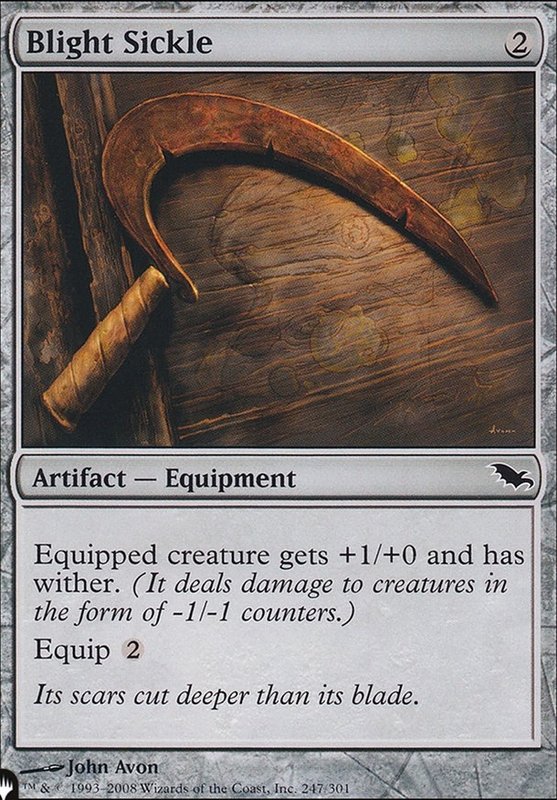 Blight Sickle 2
Avon
Artifact — Equipment
Equipped creature gets +1/+0 and has
wither. (It deals damage to creatures in
the form of -1/-1 counters.)
Equip 2
Its scars cut deeper than its blade.
John Avon
™ & © 1993–2008 Wizards of the Coast, Inc. 247/301